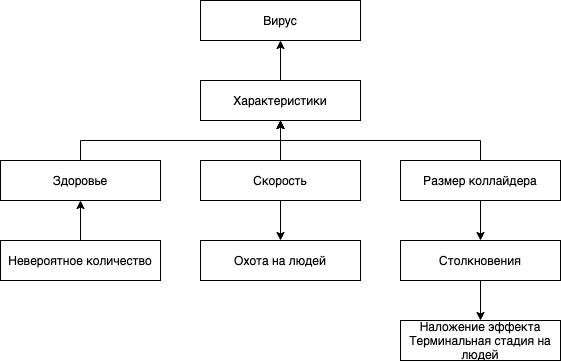 Вирус
Характеристики
Здоровье
Скорость
Размер коллайдера
Невероятное количество
Охота на людей
Столкновения
Наложение эффекта
Терминальная стадия на
людей